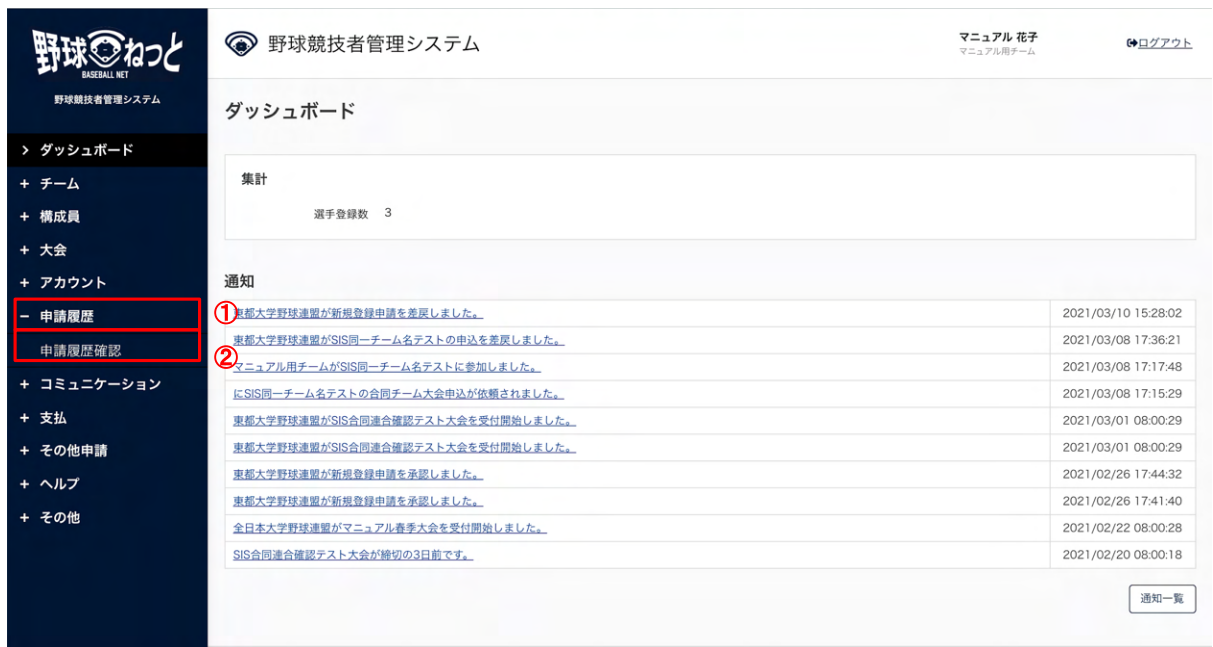 野球ねっと
BASEBALL NET
野球競技者管理システム
> ダッシュボード
+ チーム
+ 構成員
+ 大会
+ アカウント
− 申請履歴
申請履歴確認
+ コミュニケーション
+ 支払
+ その他申請
+ ヘルプ
+ その他
野球競技者管理システム
マニュアル 花子
マニュアル用チーム
ログアウト
ダッシュボード
集計
選手登録数 3
通知
① 東都大学野球連盟が新規登録申請を差戻しました。 2021/03/10 15:28:02
東都大学野球連盟がSIS同一チーム名テストの申込を差戻しました。 2021/03/08 17:36:21
② マニュアル用チームがSIS同一チーム名テストに参加しました。 2021/03/08 17:17:48
にSIS同一チーム名テストの合同チーム大会申込が依頼されました。 2021/03/08 17:15:29
東都大学野球連盟がSIS合同連合確認テスト大会を受付開始しました。 2021/03/01 08:00:29
東都大学野球連盟がSIS合同連合確認テスト大会を受付開始しました。 2021/03/01 08:00:29
東都大学野球連盟が新規登録申請を承認しました。 2021/02/26 17:44:32
東都大学野球連盟が新規登録申請を承認しました。 2021/02/26 17:41:40
全日本大学野球連盟がマニュアル春季大会を受付開始しました。 2021/02/22 08:00:28
SIS合同連合確認テスト大会が締切の3日前です。 2021/02/20 08:00:18
通知一覧